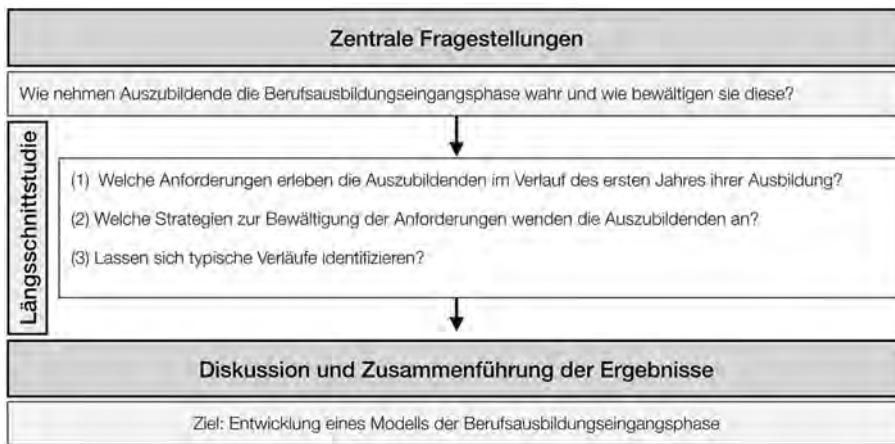 Zentrale Fragestellungen
Wie nehmen Auszubildende die Berufsausbildungseingangsphase wahr und wie bewältigen sie diese?
Längsschnittstudie
(1) Welche Anforderungen erleben die Auszubildenden im Verlauf des ersten Jahres ihrer Ausbildung?
(2) Welche Strategien zur Bewältigung der Anforderungen wenden die Auszubildenden an?
(3) Lassen sich typische Verläufe identifizieren?
Diskussion und Zusammenführung der Ergebnisse
Ziel: Entwicklung eines Modells der Berufsausbildungseingangsphase